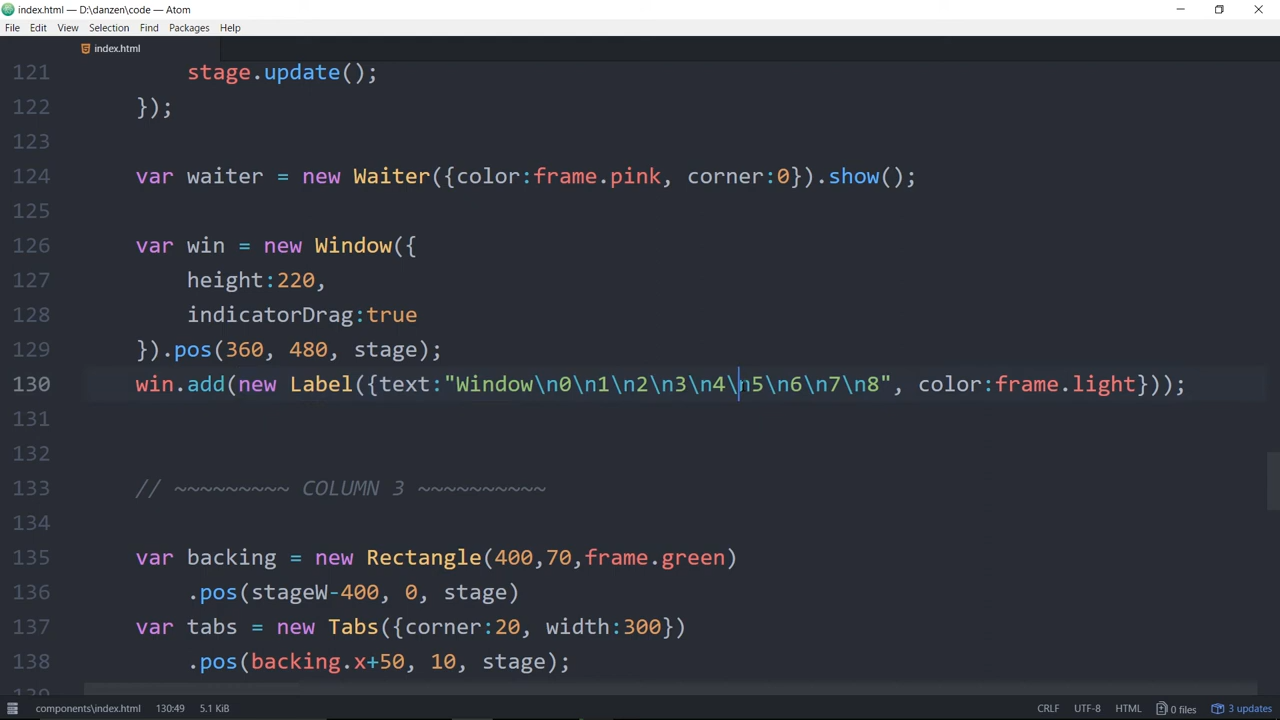 index.html — D:\danzen\code — Atom
File Edit View Selection Find Packages Help
index.html
121 stage.update();
122 });
123
124 var waiter = new Waiter({color:frame.pink, corner:0}).show();
125
126 var win = new Window({
127 height:220,
128 indicatorDrag:true
129 }).pos(360, 480, stage);
130 win.add(new Label({text:"Window\n0\n1\n2\n3\n4\n5\n6\n7\n8", color:frame.light}));
131
132
133 // ~~~~~~~~~ COLUMN 3 ~~~~~~~~~~
134
135 var backing = new Rectangle(400,70,frame.green)
136 .pos(stageW-400, 0, stage)
137 var tabs = new Tabs({corner:20, width:300})
138 .pos(backing.x+50, 10, stage);
139
components\index.html 130:49 5.1 KiB CRLF UTF-8 HTML 0 files 3 updates